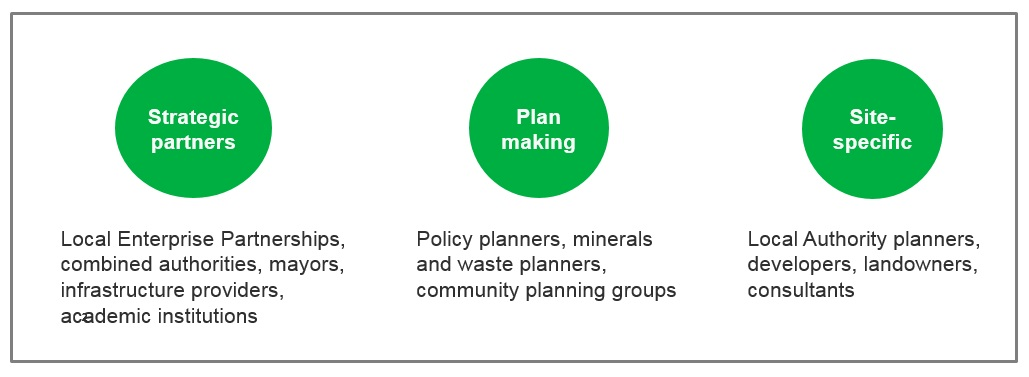 Strategic
partners
Local Enterprise Partnerships,
combined authorities, mayors,
infrastructure providers,
academic institutions
Plan
making
Policy planners, minerals
and waste planners,
community planning groups
Site-
specific
Local Authority planners,
developers, landowners,
consultants